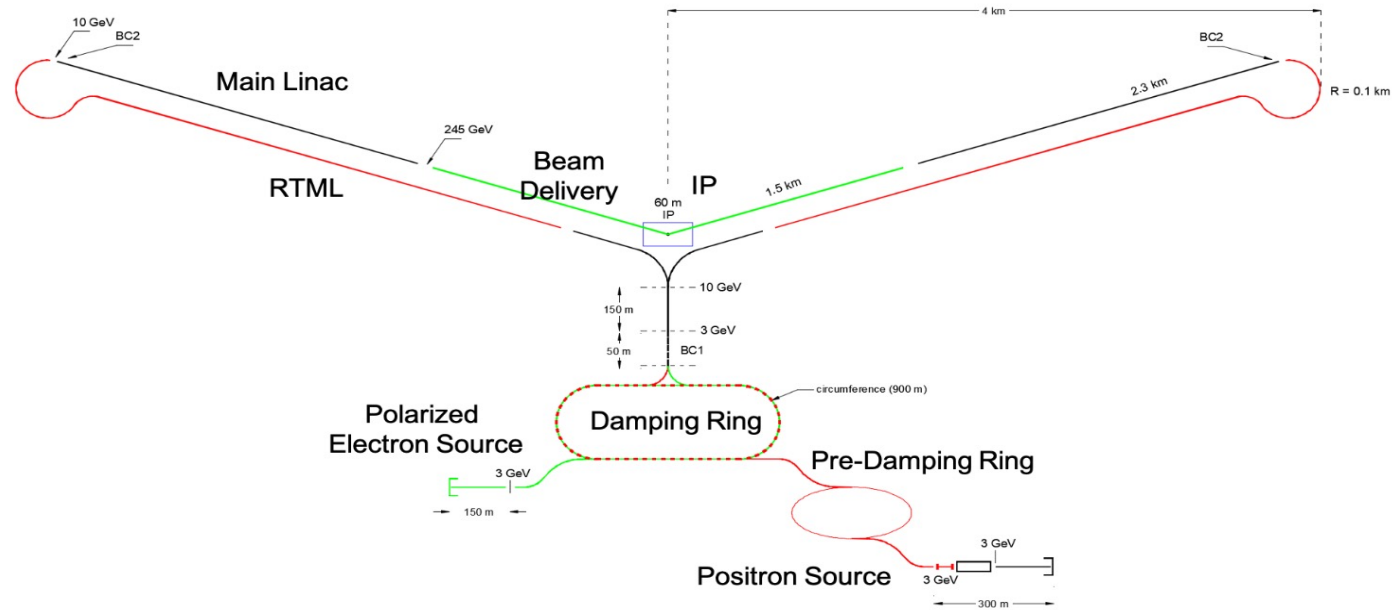 4 km
10 GeV
BC2
BC2
Main Linac
2.3 km
R = 0.1 km
245 GeV
Beam
Delivery
IP
1.5 km
RTML
60 m
IP
10 GeV
150 m
3 GeV
50 m
BC1
circumference (900 m)
Polarized
Electron Source
Damping Ring
Pre-Damping Ring
3 GeV
150 m
3 GeV
Positron Source
3 GeV
300 m